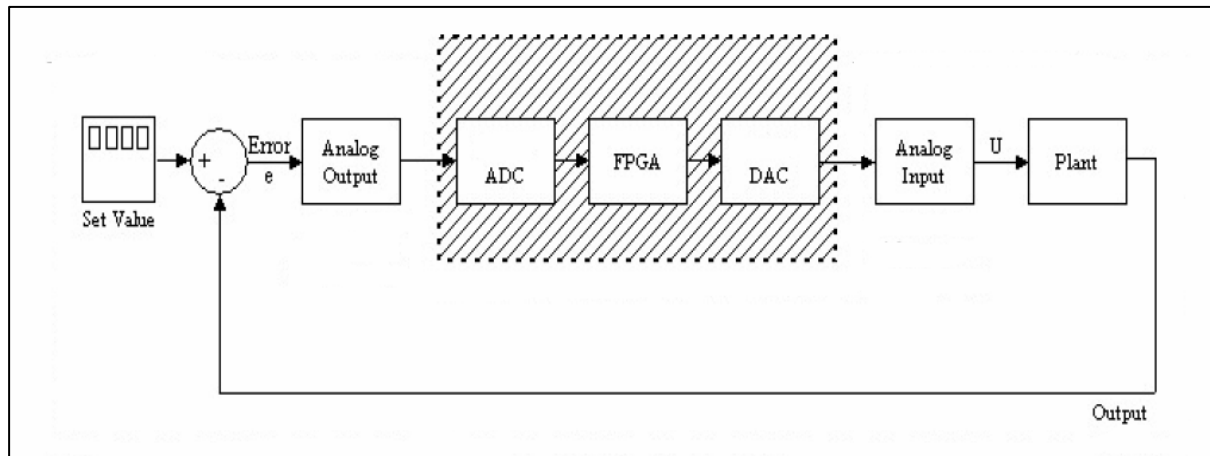 Set Value
+
-
Error
e
Analog
Output
ADC
FPGA
DAC
Analog
Input
U
Plant
Output